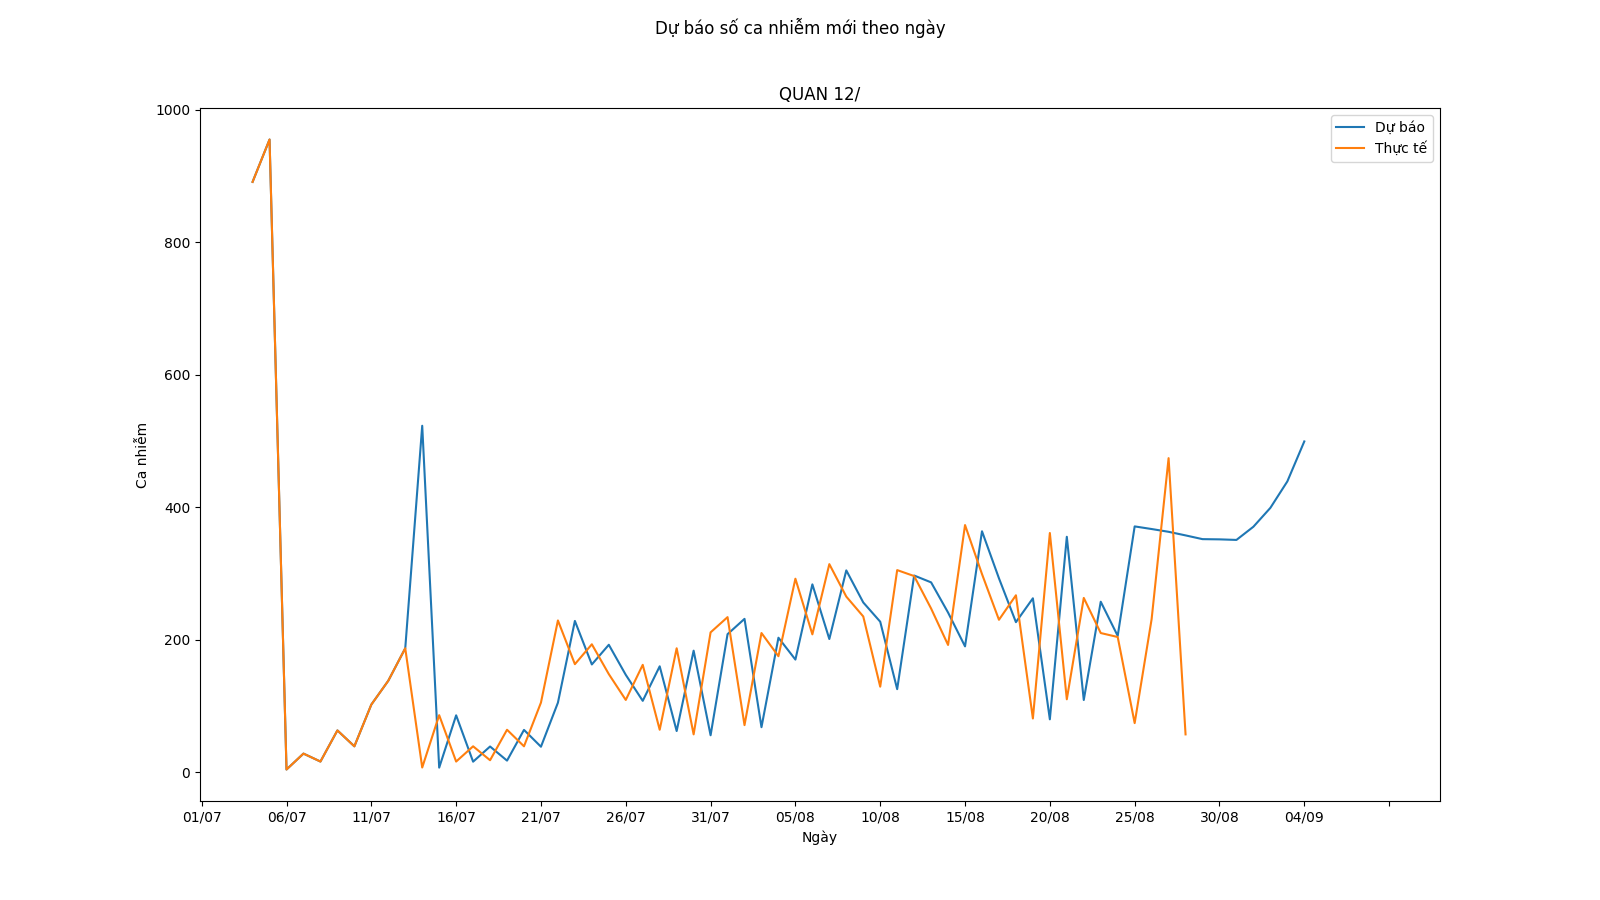 Dự báo số ca nhiễm mới theo ngày
QUAN 12/
1000
800
600
400
200
0
Ca nhiễm
Dự báo
Thực tế
01/07 06/07 11/07 16/07 21/07 26/07 31/07 05/08 10/08 15/08 20/08 25/08 30/08 04/09
Ngày